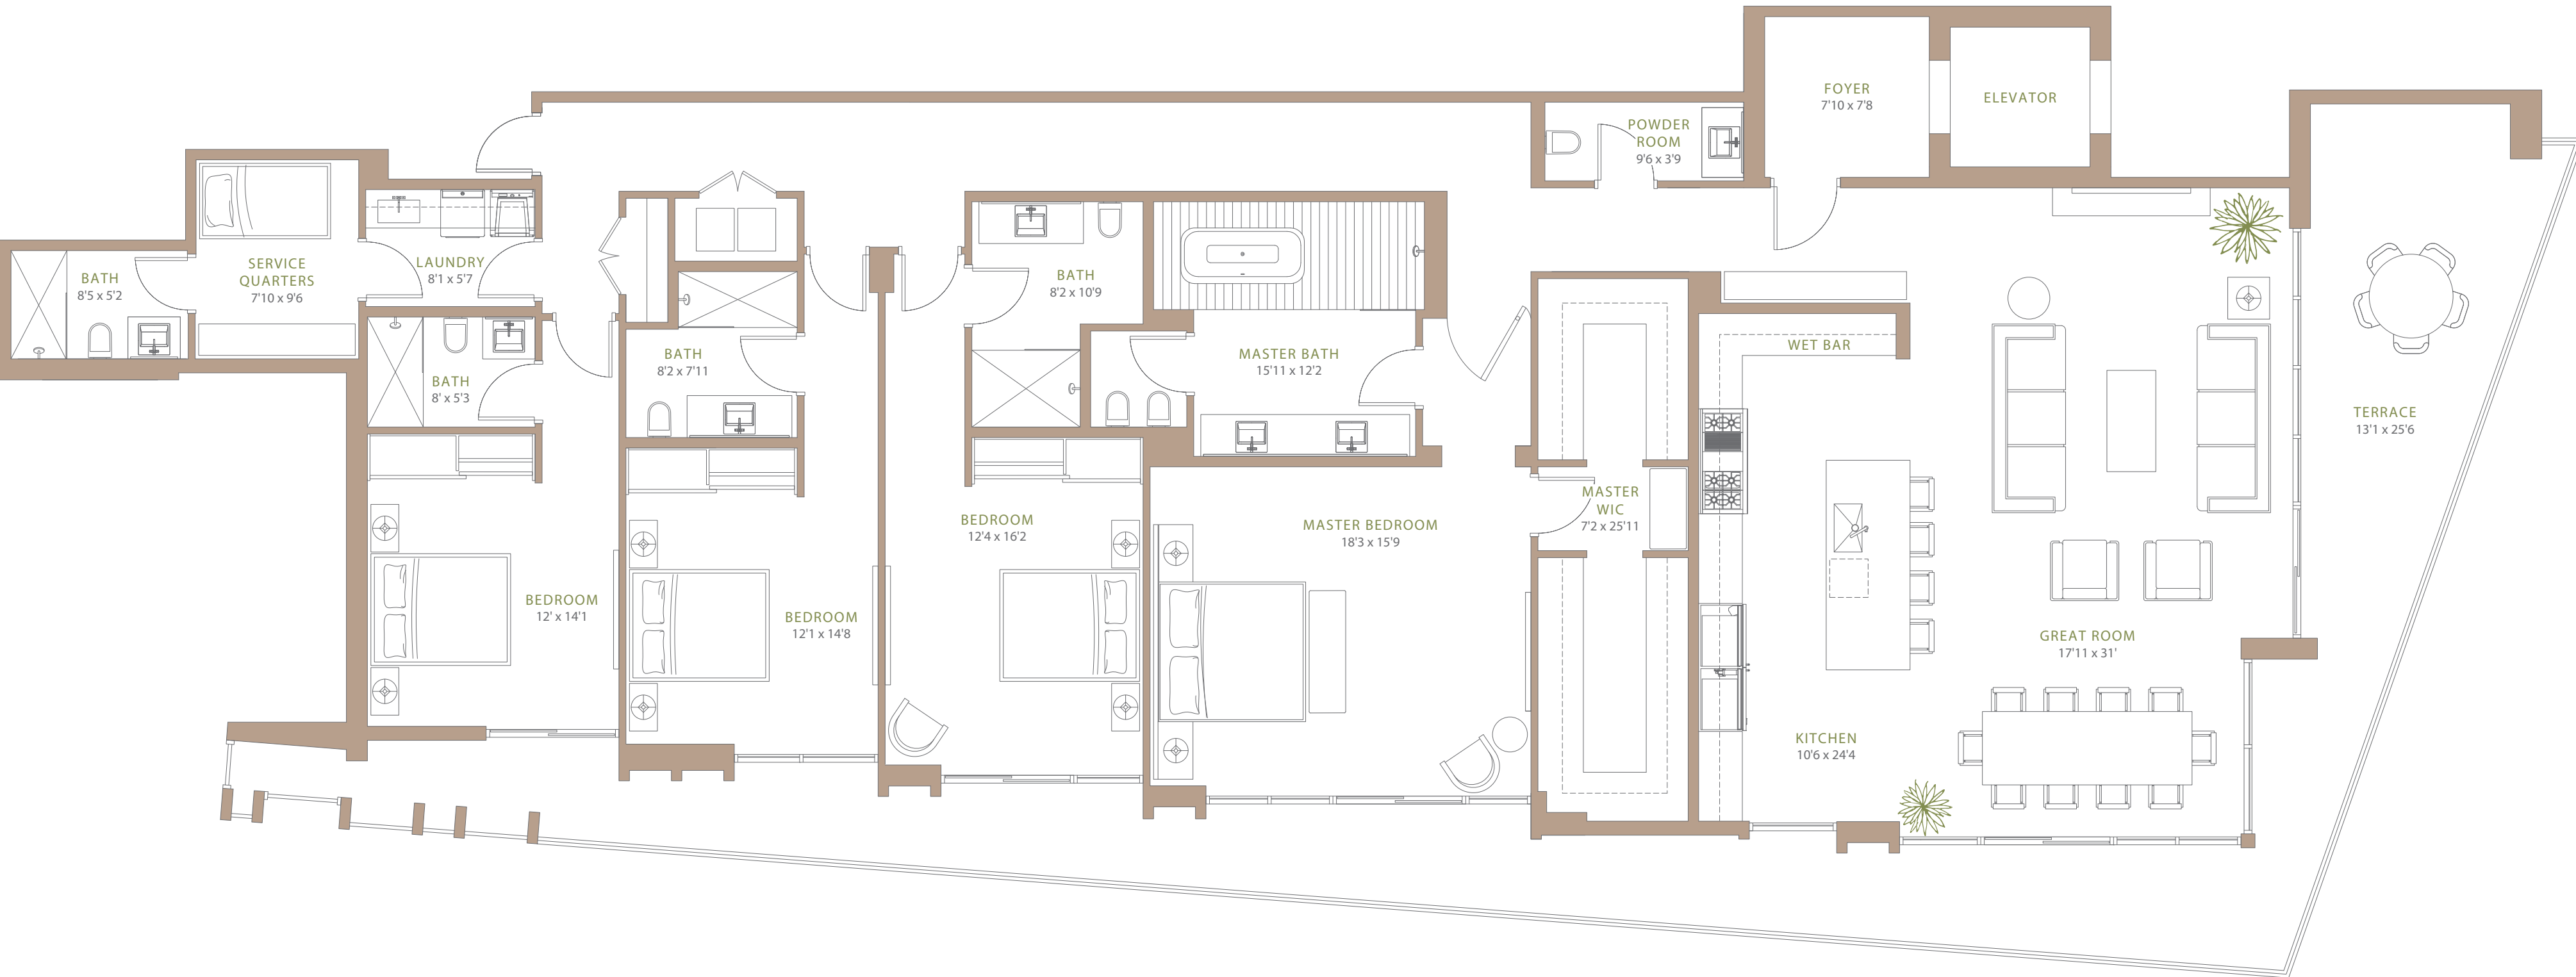 FOYER
7'10 x 7'8
ELEVATOR
POWDER
ROOM
9'6 x 3'9
BATH
8'5 x 5'2
SERVICE
QUARTERS
7'10 x 9'6
LAUNDRY
8'1 x 5'7
BATH
8' x 5'3
BATH
8'2 x 7'11
BATH
8'2 x 10'9
MASTER BATH
15'11 x 12'2
WET BAR
TERRACE
13'1 x 25'6
BEDROOM
12' x 14'1
BEDROOM
12'1 x 14'8
BEDROOM
12'4 x 16'2
MASTER BEDROOM
18'3 x 15'9
MASTER
WIC
7'2 x 25'11
GREAT ROOM
17'11 x 31'
KITCHEN
10'6 x 24'4